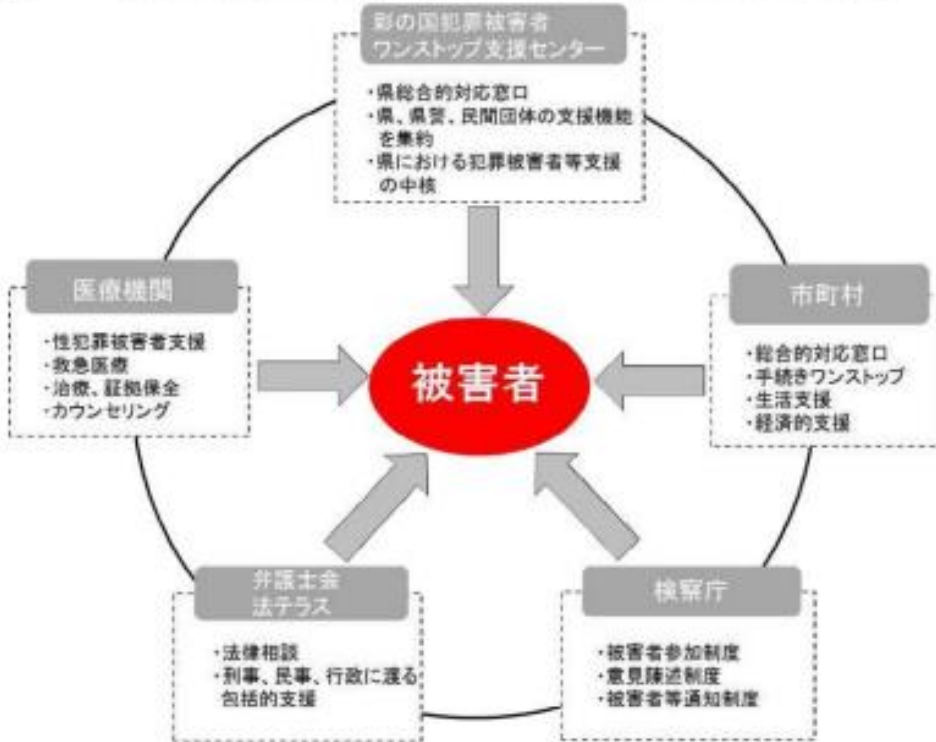 彩の国犯罪被害者
ワンストップ支援センター
・県総合的対応窓口
・県、県警、民間団体の支援機能
を集約
・県における犯罪被害者等支援
の中核
医療機関
・性犯罪被害者支援
・救急医療
・治療、証拠保全
・カウンセリング
被害者
市町村
・総合的対応窓口
・手続きワンストップ
・生活支援
・経済的支援
弁護士会
法テラス
・法律相談
・刑事、民事、行政に渡る
包括的支援
検察庁
・被害者参加制度
・意見陳述制度
・被害者等通知制度